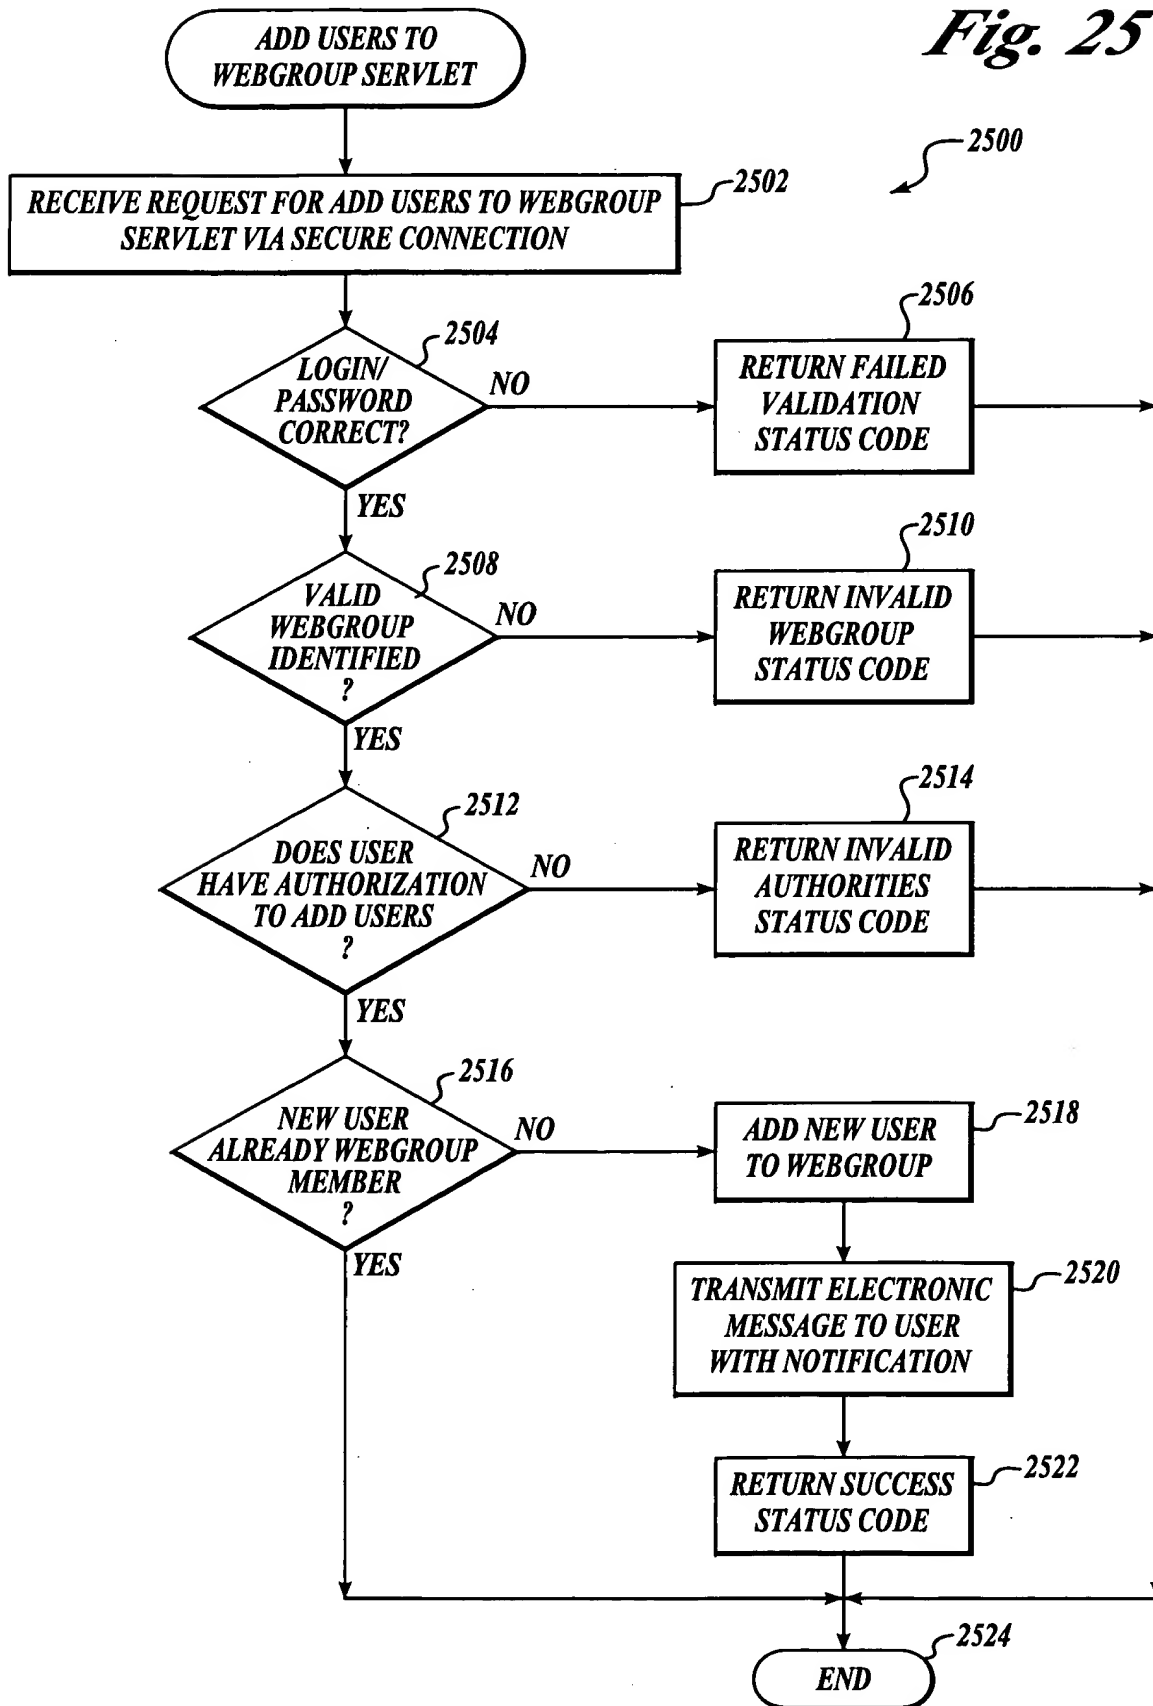 Fig. 25
ADD USERS TO
WEBGROUP SERVLET
2500
2502
RECEIVE REQUEST FOR ADD USERS TO WEBGROUP
SERVLET VIA SECURE CONNECTION
2504
LOGIN/
PASSWORD
CORRECT?
NO
2506
RETURN FAILED
VALIDATION
STATUS CODE
YES
2508
VALID
WEBGROUP
IDENTIFIED
?
NO
2510
RETURN INVALID
WEBGROUP
STATUS CODE
YES
2512
DOES USER
HAVE AUTHORIZATION
TO ADD USERS
?
NO
2514
RETURN INVALID
AUTHORITIES
STATUS CODE
YES
2516
NEW USER
ALREADY WEBGROUP
MEMBER
?
NO
2518
ADD NEW USER
TO WEBGROUP
YES
2520
TRANSMIT ELECTRONIC
MESSAGE TO USER
WITH NOTIFICATION
2522
RETURN SUCCESS
STATUS CODE
2524
END